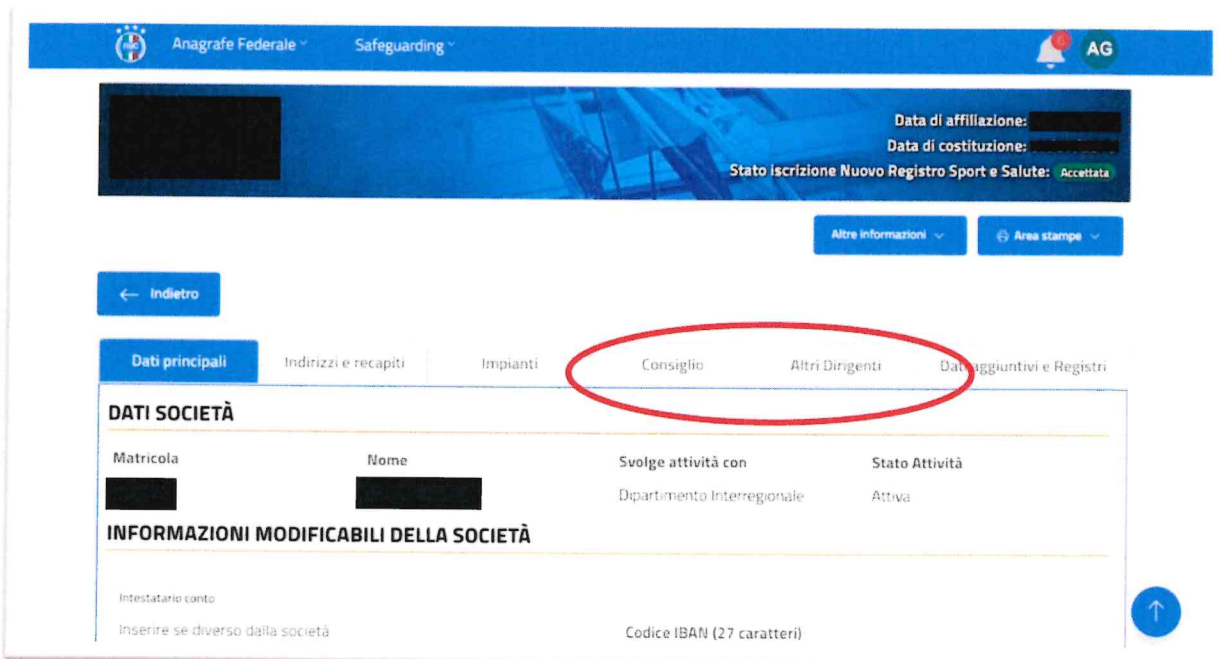 Anagrafe Federale Safeguarding 6 AG
Data di affiliazione:
Data di costituzione:
Stato iscrizione Nuovo Registro Sport e Salute: Accettata
Altre informazioni Area stampe
← Indietro
Dati principali Indirizzi e recapiti Impianti Consiglio Altri Dirigenti Dati aggiuntivi e Registri
DATI SOCIETÀ
Matricola Nome Svolge attività con Stato Attività
Dipartimento Interregionale Attiva
INFORMAZIONI MODIFICABILI DELLA SOCIETÀ
Intestatario conto
Inserire se diverso dalla società Codice IBAN (27 caratteri)